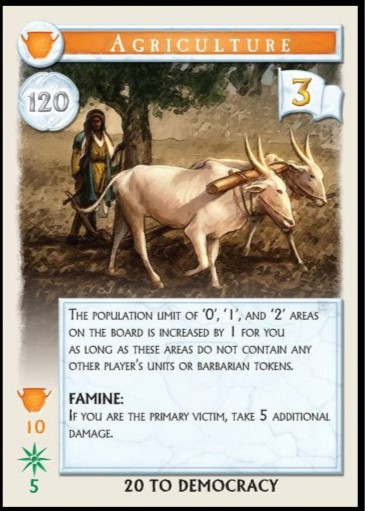 AGRICULTURE
120
3
THE POPULATION LIMIT OF '0', '1', AND '2' AREAS
ON THE BOARD IS INCREASED BY 1 FOR YOU
AS LONG AS THESE AREAS DO NOT CONTAIN ANY
OTHER PLAYER'S UNITS OR BARBARIAN TOKENS.
FAMINE:
IF YOU ARE THE PRIMARY VICTIM, TAKE 5 ADDITIONAL
DAMAGE.
10
5
20 TO DEMOCRACY